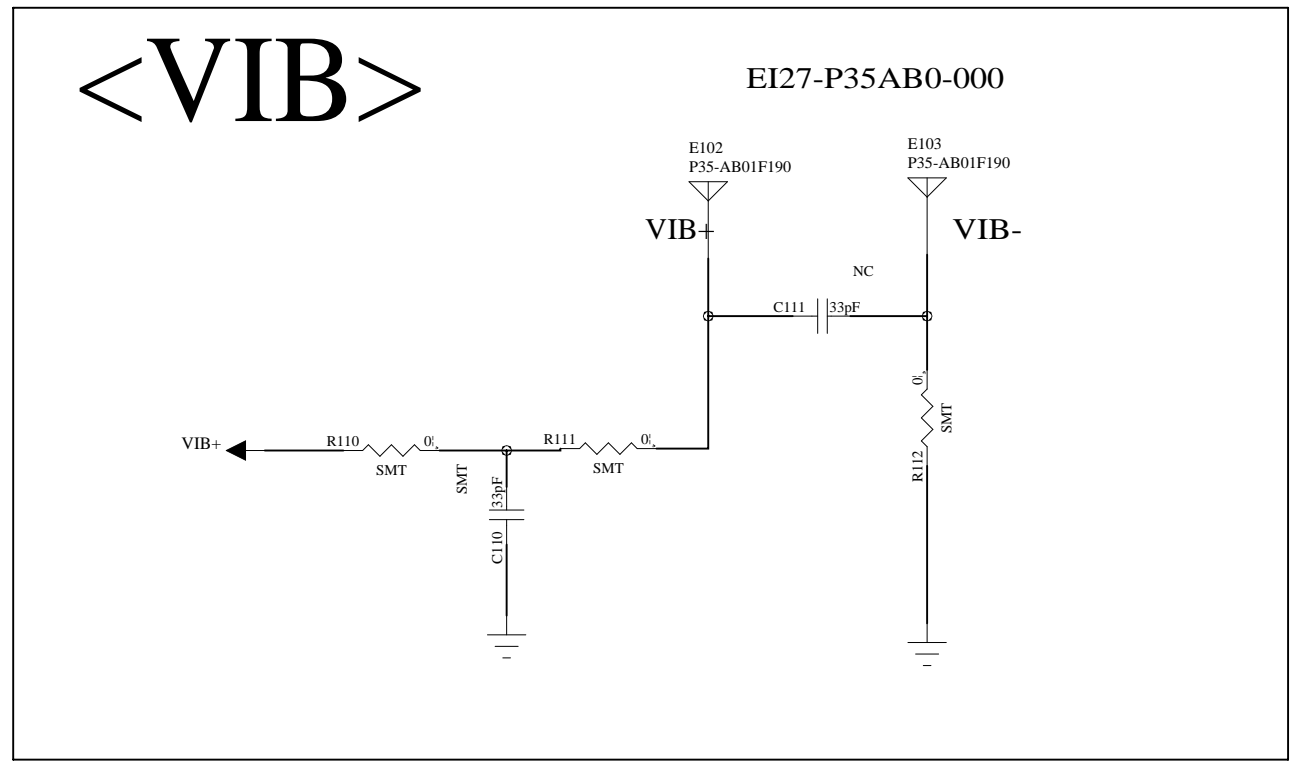 <VIB>
EI27-P35AB0-000
E102
P35-AB01F190
E103
P35-AB01F190
VIB+
VIB-
NC
C111
33pF
0
SMT
R112
VIB+
R110
0
SMT
SMT
33pF
C110
R111
0
SMT